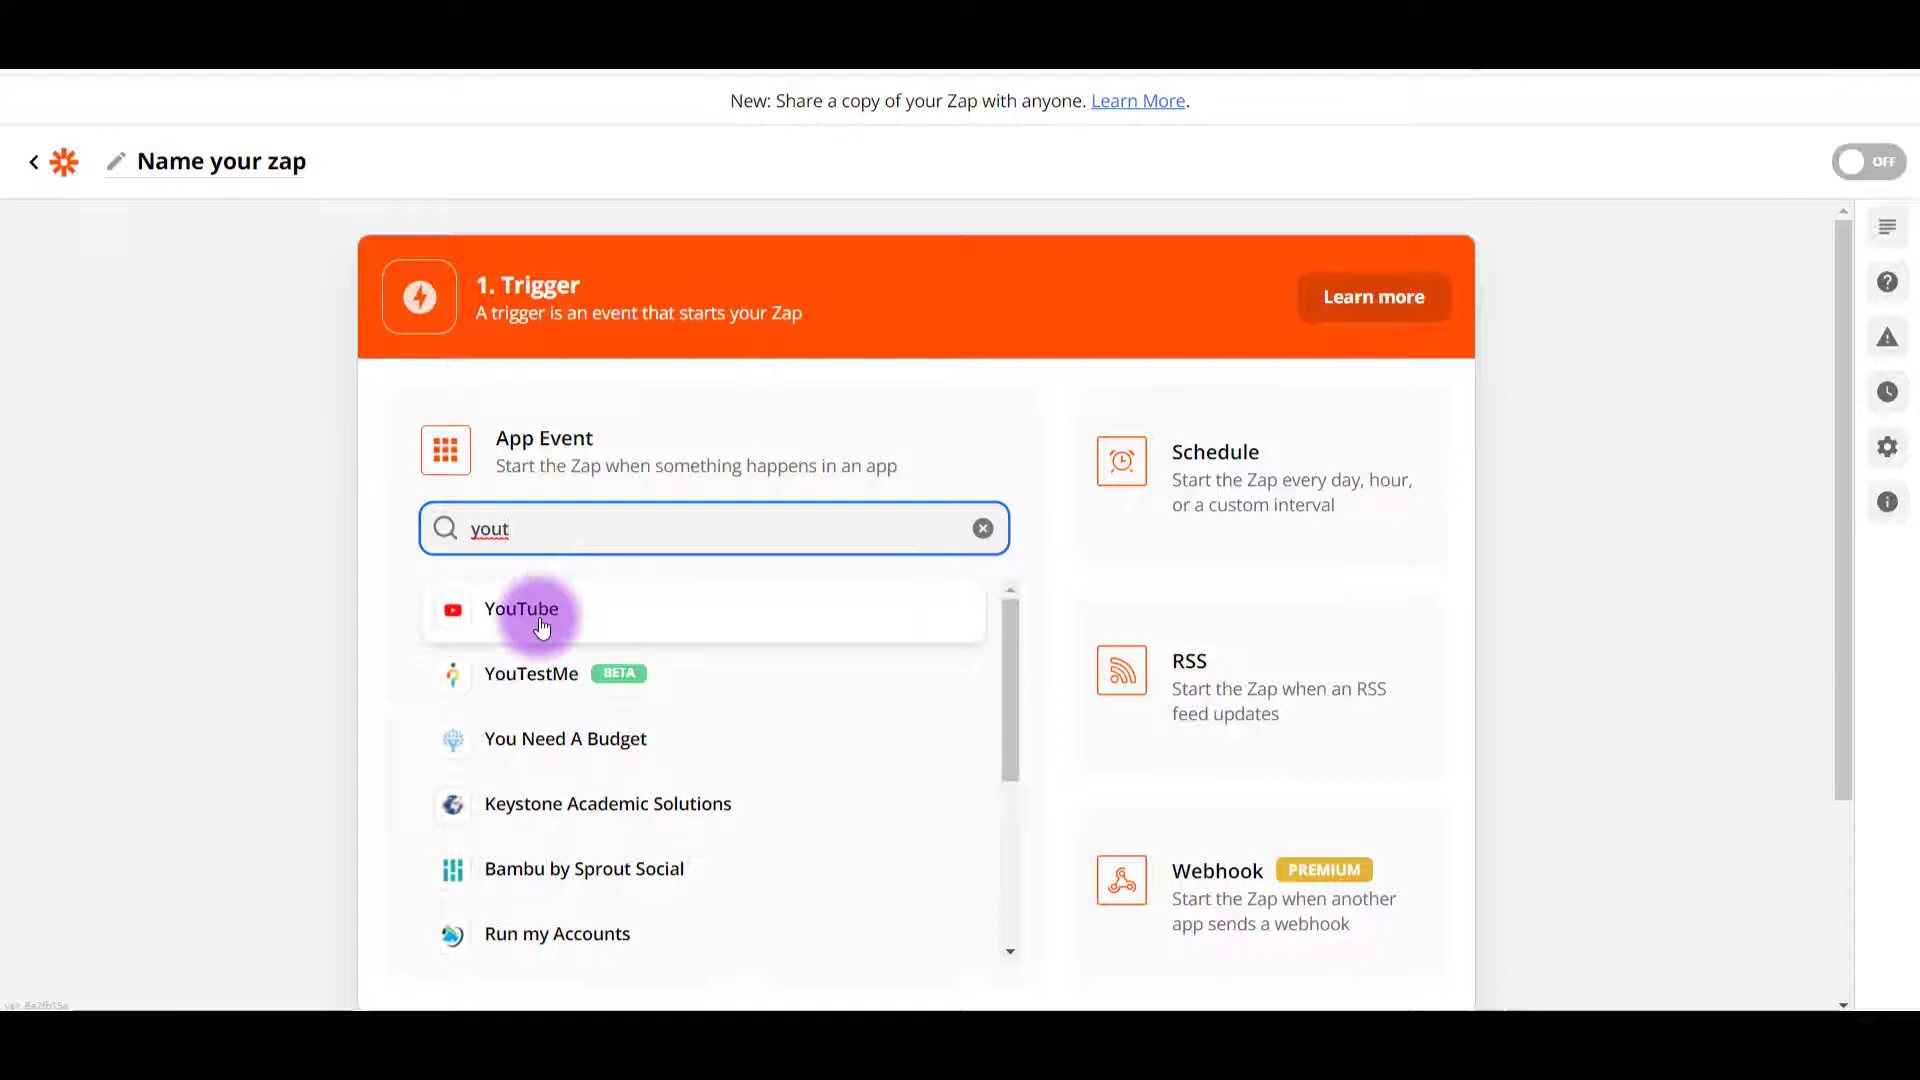 New: Share a copy of your Zap with anyone. Learn More.
Name your zap
OFF
1. Trigger
A trigger is an event that starts your Zap
Learn more
App Event
Start the Zap when something happens in an app
yout
YouTube
YouTestMe BETA
You Need A Budget
Keystone Academic Solutions
Bambu by Sprout Social
Run my Accounts
Schedule
Start the Zap every day, hour,
or a custom interval
RSS
Start the Zap when an RSS
feed updates
Webhook PREMIUM
Start the Zap when another
app sends a webhook